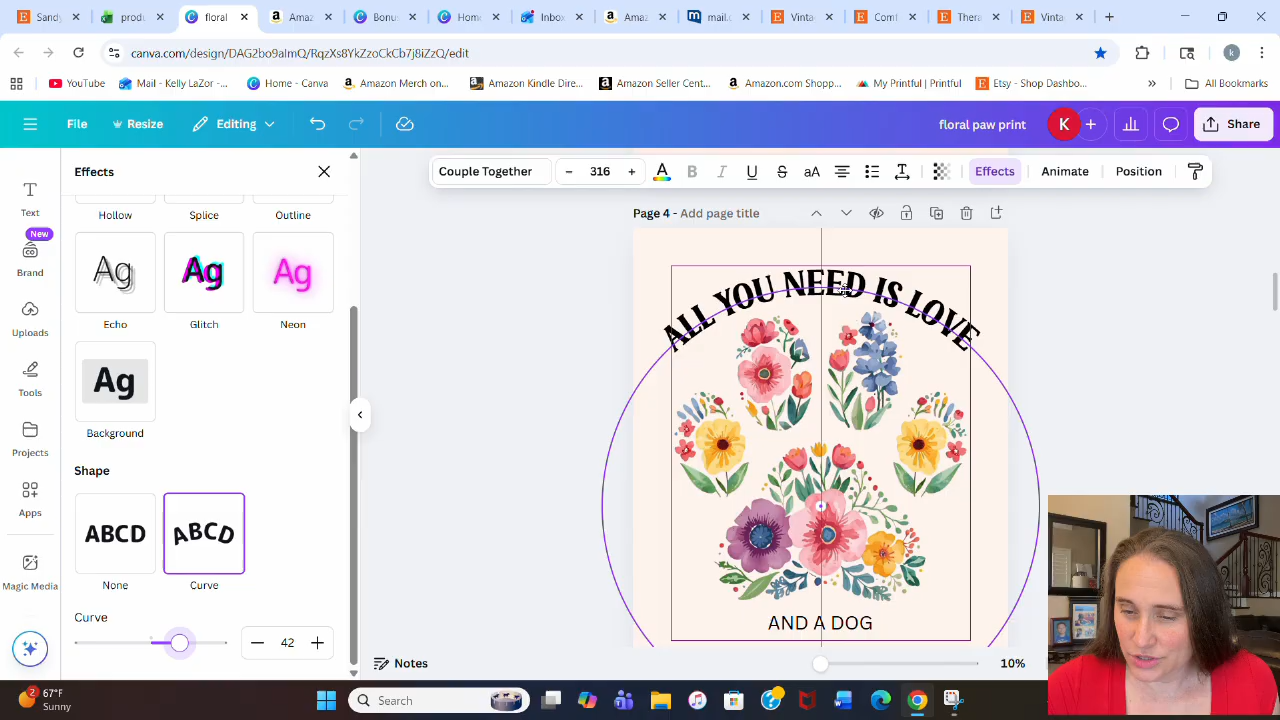 Sandy
produ
floral
Amaz
Bonus
Home
Inbox
Amaz
mail.c
Vinta
Comf
Thera
Vinta
canva.com/design/DAG2bo9almQ/RqzXs8YkZzoCkCb7j8iZzQ/edit
YouTube
Mail - Kelly LaZor -...
Home - Canva
Amazon Merch on...
Amazon Kindle Dire...
Amazon Seller Cent...
Amazon.com Shopp...
My Printful | Printful
Etsy - Shop Dashbo...
All Bookmarks
File
Resize
Editing
floral paw print
K
Share
Effects
Couple Together
316
Effects
Animate
Position
Text
New
Brand
Uploads
Tools
Projects
Apps
Magic Media
Hollow
Splice
Outline
Ag
Ag
Ag
Echo
Glitch
Neon
Ag
Background
Shape
ABCD
ABCD
None
Curve
Curve
42
Page 4 - Add page title
ALL YOU NEED IS LOVE
AND A DOG
Notes
10%
2
67°F
Sunny
Search